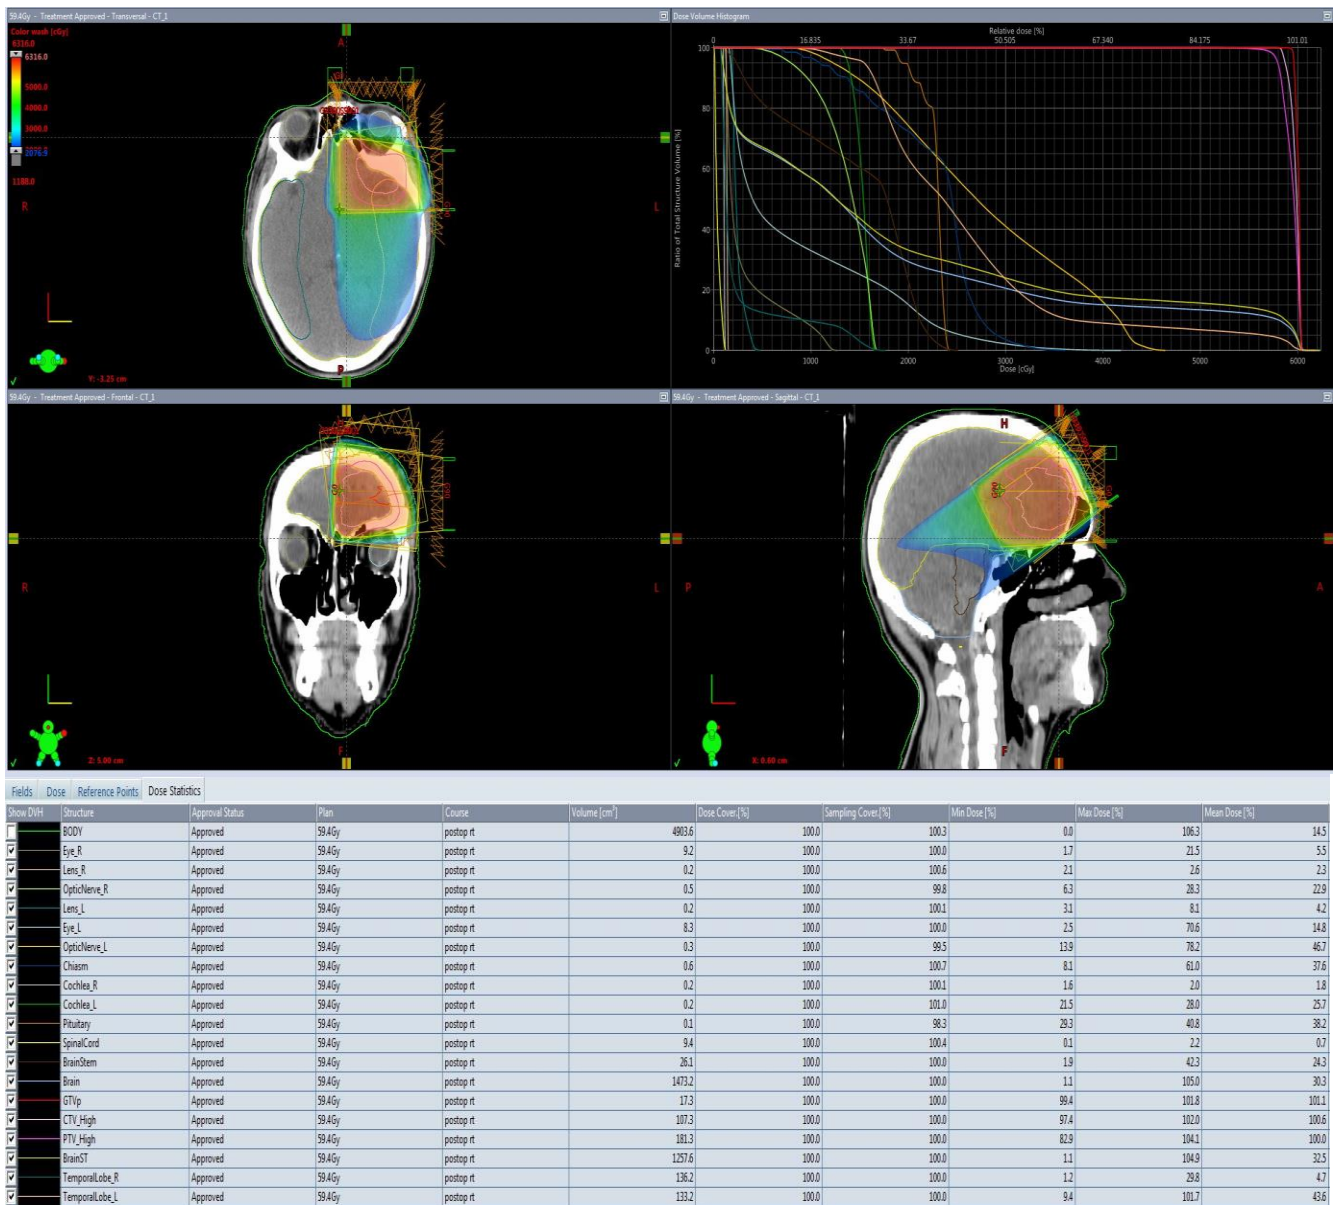 59.4Gy - Treatment Approved - Transversal - CT_1
Color wash [cGy]
6316.0
6316.0
5000.0
4000.0
3000.0
2076.9
1188.0
A
R
L
P
Y: -3.25 cm
Dose Volume Histogram
Relative dose [%]
0 16.835 33.67 50.505 67.340 84.175 101.01
Ratio of Total Structure Volume [%]
100
80
60
40
20
0
0 1000 2000 3000 4000 5000 6000
Dose [cGy]
59.4Gy - Treatment Approved - Frontal - CT_1
R
L
F
Z: 5.00 cm
59.4Gy - Treatment Approved - Sagittal - CT_1
H
P
A
F
X: 0.60 cm
Fields Dose Reference Points Dose Statistics
Show DVH Structure Approval Status Plan Course Volume [cm³] Dose Cover.[%] Sampling Cover.[%] Min Dose [%] Max Dose [%] Mean Dose [%]
BODY Approved 59.4Gy postop rt 4903.6 100.0 100.3 0.0 106.3 14.5
Eye_R Approved 59.4Gy postop rt 9.2 100.0 100.0 1.7 21.5 5.5
Lens_R Approved 59.4Gy postop rt 0.2 100.0 100.6 2.1 2.6 2.3
OpticNerve_R Approved 59.4Gy postop rt 0.5 100.0 99.8 6.3 28.3 22.9
Lens_L Approved 59.4Gy postop rt 0.2 100.0 100.1 3.1 8.1 4.2
Eye_L Approved 59.4Gy postop rt 8.3 100.0 100.0 2.5 70.6 14.8
OpticNerve_L Approved 59.4Gy postop rt 0.3 100.0 99.5 13.9 78.2 46.7
Chiasm Approved 59.4Gy postop rt 0.6 100.0 100.7 8.1 61.0 37.6
Cochlea_R Approved 59.4Gy postop rt 0.2 100.0 100.1 1.6 2.0 1.8
Cochlea_L Approved 59.4Gy postop rt 0.2 100.0 101.0 21.5 28.0 25.7
Pituitary Approved 59.4Gy postop rt 0.1 100.0 98.3 29.3 40.8 38.2
SpinalCord Approved 59.4Gy postop rt 9.4 100.0 100.4 0.1 2.2 0.7
BrainStem Approved 59.4Gy postop rt 26.1 100.0 100.0 1.9 42.3 24.3
Brain Approved 59.4Gy postop rt 1473.2 100.0 100.0 1.1 105.0 30.3
GTVp Approved 59.4Gy postop rt 17.3 100.0 100.0 99.4 101.8 101.1
CTV_High Approved 59.4Gy postop rt 107.3 100.0 100.0 97.4 102.0 100.6
PTV_High Approved 59.4Gy postop rt 181.3 100.0 100.0 82.9 104.1 100.0
BrainST Approved 59.4Gy postop rt 1257.6 100.0 100.0 1.1 104.9 32.5
TemporalLobe_R Approved 59.4Gy postop rt 136.2 100.0 100.0 1.2 29.8 4.7
TemporalLobe_L Approved 59.4Gy postop rt 133.2 100.0 100.0 9.4 101.7 43.6